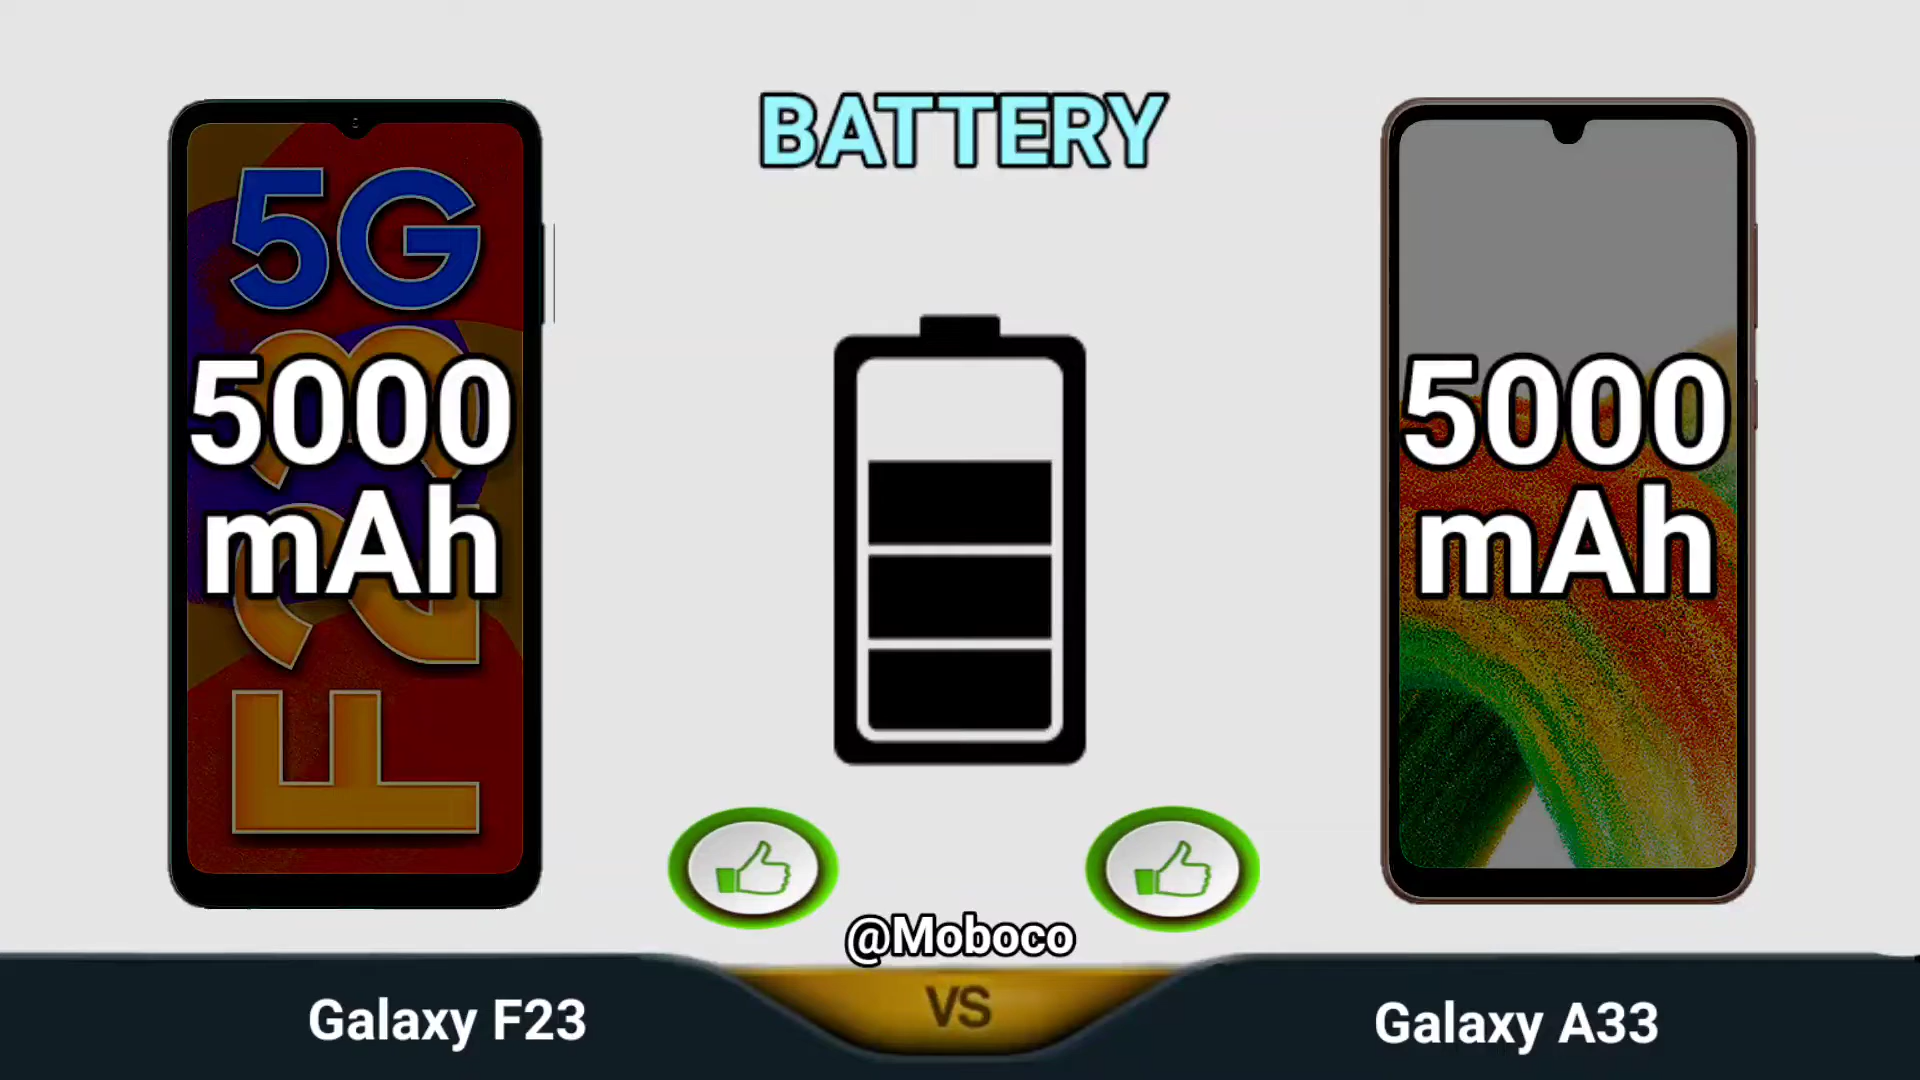 BATTERY
5G
F23
5000
mAh
5000
mAh
@Moboco
Galaxy F23
VS
Galaxy A33